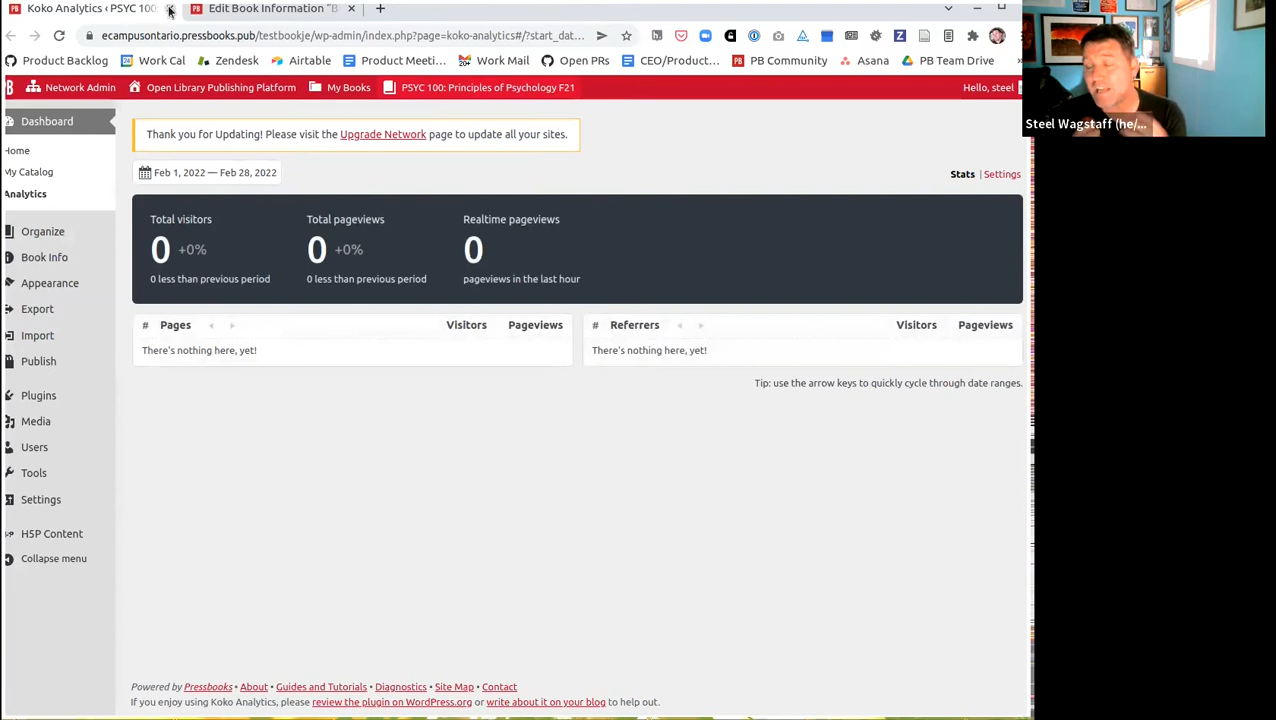 Koko Analytics ‹ PSYC 100:
Edit Book Information "B
ecampusontario.pressbooks.pub/testbooge/wp-admin/index.php?page=koko-analytics#/?start_dat…
Product Backlog
Work Cal
Zendesk
Airtable
Product Meeti…
Work Mail
Open PRs
CEO/Product…
PB Community
Asana
PB Team Drive
Network Admin
Open Library Publishing Platform
My Books
PSYC 100: Principles of Psychology F21
Hello, steel
Steel Wagstaff (he/...
Dashboard
Home
My Catalog
Analytics
Organize
Book Info
Appearance
Export
Import
Publish
Plugins
Media
Users
Tools
Settings
H5P Content
Collapse menu
Thank you for Updating! Please visit the Upgrade Network page to update all your sites.
Feb 1, 2022 — Feb 28, 2022
Stats | Settings
Total visitors
0 +0%
0 less than previous period
Total pageviews
0 +0%
0 less than previous period
Realtime pageviews
0
pageviews in the last hour
# Pages Visitors Pageviews
There's nothing here, yet!
# Referrers Visitors Pageviews
There's nothing here, yet!
Tip: use the arrow keys to quickly cycle through date ranges.
Powered by Pressbooks • About • Guides and Tutorials • Diagnostics • Site Map • Contact
If you enjoy using Koko Analytics, please review the plugin on WordPress.org or write about it on your blog to help out.